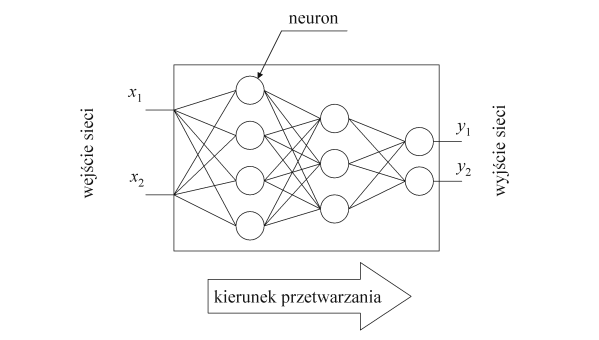 neuron
x1
x2
wejście sieci
y1
y2
wyjście sieci
kierunek przetwarzania